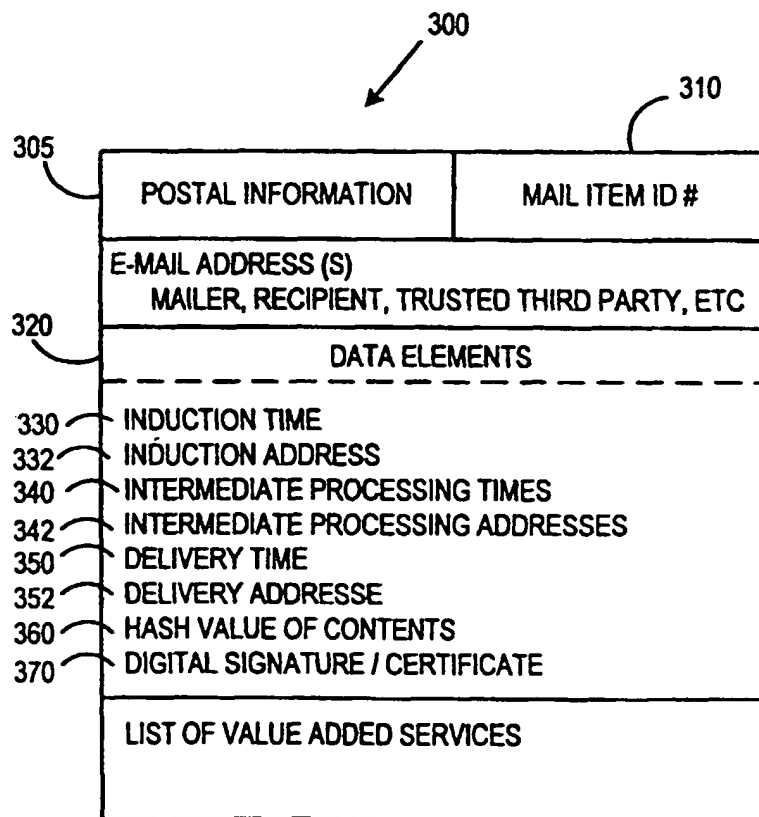 300
310
305
POSTAL INFORMATION MAIL ITEM ID #
E-MAIL ADDRESS (S)
MAILER, RECIPIENT, TRUSTED THIRD PARTY, ETC
320
DATA ELEMENTS
330 INDUCTION TIME
332 INDUCTION ADDRESS
340 INTERMEDIATE PROCESSING TIMES
342 INTERMEDIATE PROCESSING ADDRESSES
350 DELIVERY TIME
352 DELIVERY ADDRESSE
360 HASH VALUE OF CONTENTS
370 DIGITAL SIGNATURE / CERTIFICATE
LIST OF VALUE ADDED SERVICES